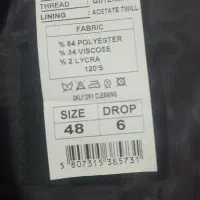 THREAD :
LINING : ACETATE TWILL
FABRIC
% 64 POLYESTER
% 34 VISCOEE
% 2 LYCRA
120'S
ONLY DRY CLEANING
SIZE DROP
48 6
5 807315 385731